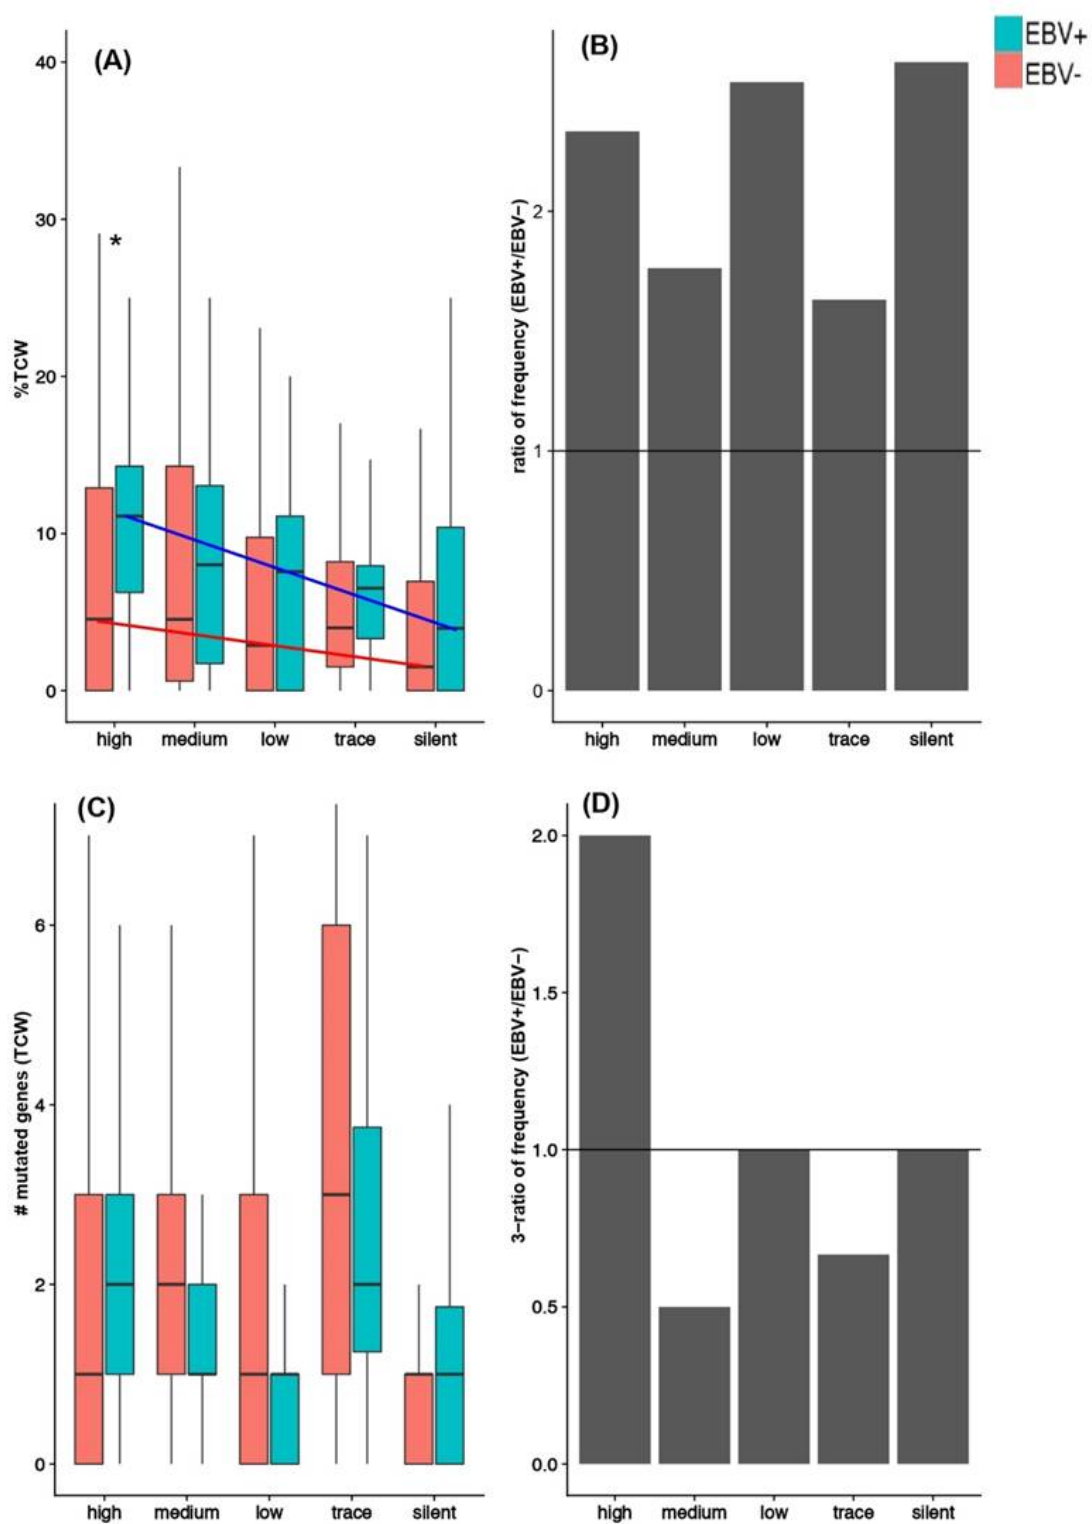 (A)
40
30
20
10
0
%TCW
*
high medium low trace silent
(B)
EBV+
EBV-
2
1
0
ratio of frequency (EBV+/EBV−)
high medium low trace silent
(C)
6
4
2
0
# mutated genes (TCW)
high medium low trace silent
(D)
2.0
1.5
1.0
0.5
0.0
3−ratio of frequency (EBV+/EBV−)
high medium low trace silent